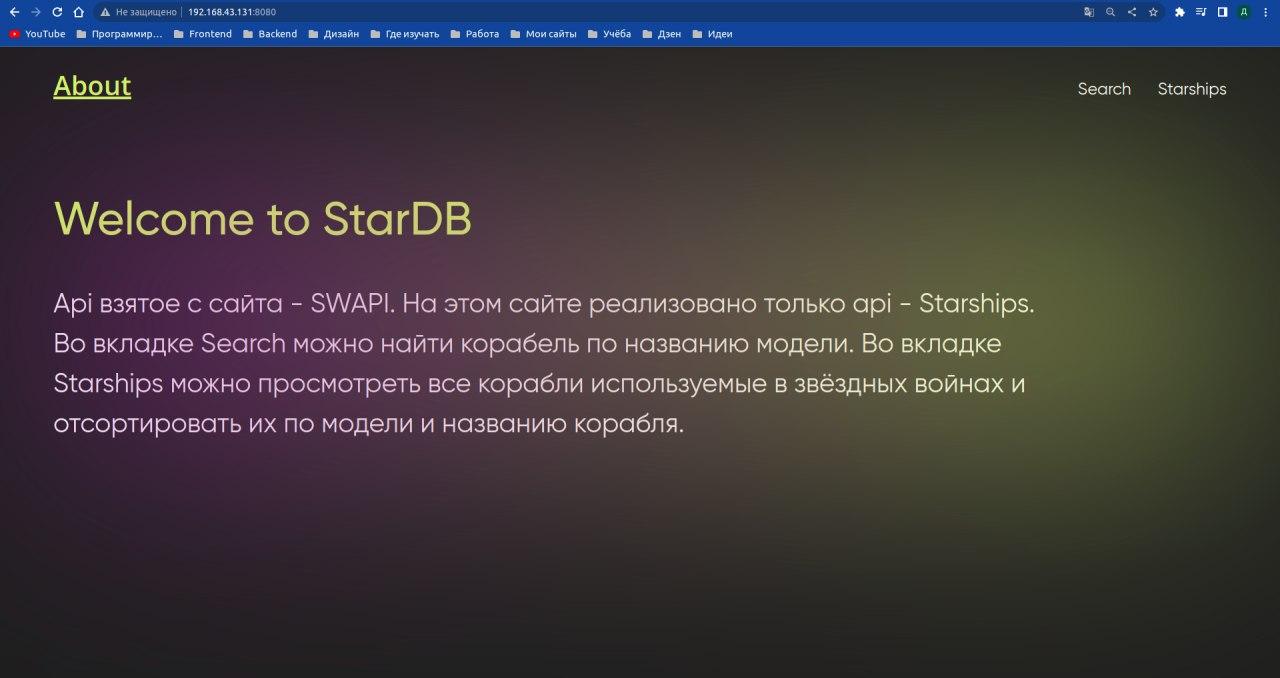 Не защищено 192.168.43.131:8080
YouTube Программир... Frontend Backend Дизайн Где изучать Работа Мои сайты Учёба Дзен Идеи
About Search Starships
Welcome to StarDB
Api взятое с сайта - SWAPI. На этом сайте реализовано только api - Starships.
Во вкладке Search можно найти корабель по названию модели. Во вкладке
Starships можно просмотреть все корабли используемые в звёздных войнах и
отсортировать их по модели и названию корабля.